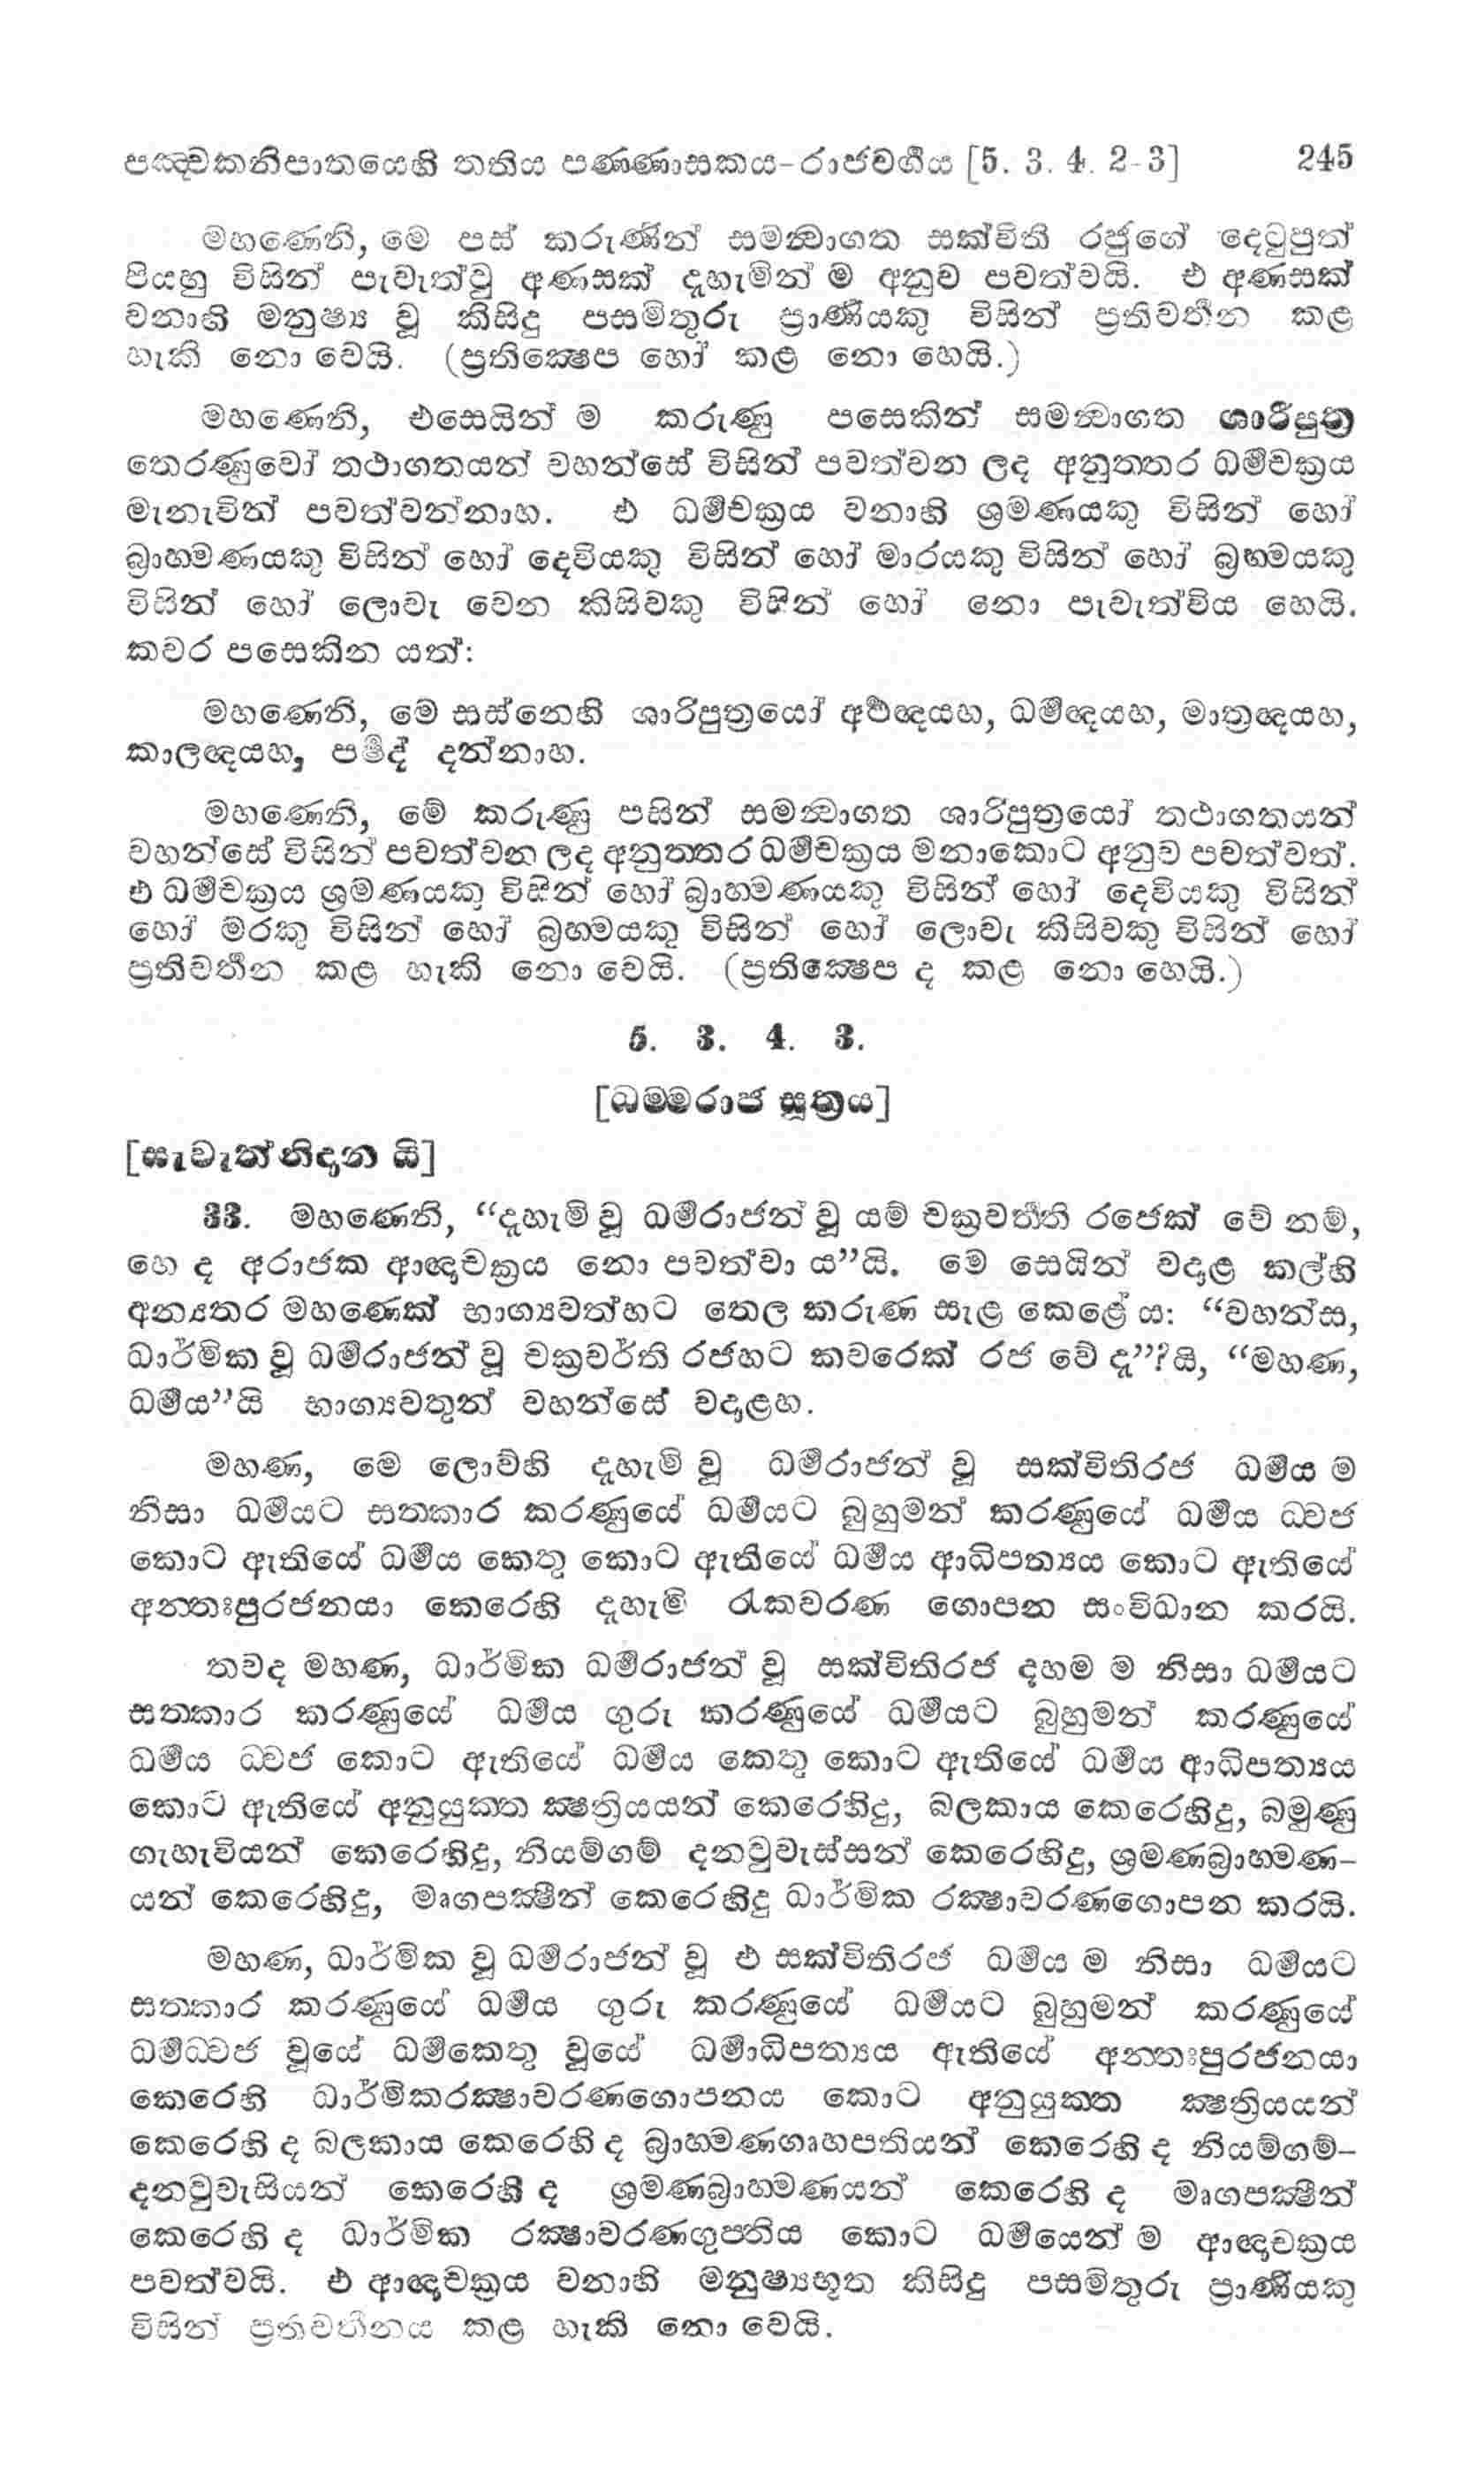 පඤ්චකනිපාතයෙහි තතිය පණ්ණාසකය–රාජවර්ගය [5. 3. 4. 2-3] 245
මහණෙනි, මෙ පස් කරුණින් සමන්වාගත සක්විති රජුගේ දෙටුපුත්
පියහු විසින් පැවැත්වූ අණසක් දැහැමින් ම අනුව පවත්වයි. එ අණසක්
වනාහි මනුෂ්‍ය වූ කිසිදු පසමිතුරු ප්‍රාණියකු විසින් ප්‍රතිවර්තන කළ
හැකි නො වෙයි. (ප්‍රතික්‍ෂෙප හෝ කළ නො හෙයි.)
මහණෙනි, එසෙයින් ම කරුණු පසෙකින් සමන්වාගත ශාරිපුත්‍ර
තෙරණුවෝ තථාගතයන් වහන්සේ විසින් පවත්වන ලද අනුත්තර ධර්මචක්‍රය
මැනැවින් පවත්වන්නාහ. එ ධර්මචක්‍රය වනාහි ශ්‍රමණයකු විසින් හෝ
බ්‍රාහ්මණයකු විසින් හෝ දෙවියකු විසින් හෝ මාරයකු විසින් හෝ බ්‍රහ්මයකු
විසින් හෝ ලොවැ වෙන කිසිවකු විසින් හෝ නො පැවැත්විය හෙයි.
කවර පසෙකින යත්:
මහණෙනි, මෙ සස්නෙහි ශාරිපුත්‍රයෝ අර්ථඥයහ, ධර්මඥයහ, මාත්‍රඥයහ,
කාලඥයහ, පර්ෂද් දන්නාහ.
මහණෙනි, මේ කරුණු පසින් සමන්වාගත ශාරිපුත්‍රයෝ තථාගතයන්
වහන්සේ විසින් පවත්වන ලද අනුත්තර ධර්මචක්‍රය මනාකොට අනුව පවත්වත්.
එ ධර්මචක්‍රය ශ්‍රමණයකු විසින් හෝ බ්‍රාහ්මණයකු විසින් හෝ දෙවියකු විසින්
හෝ මරකු විසින් හෝ බ්‍රහ්මයකු විසින් හෝ ලොවැ කිසිවකු විසින් හෝ
ප්‍රතිවර්තන කළ හැකි නො වෙයි. (ප්‍රතික්‍ෂෙප ද කළ නො හෙයි.)
5. 3. 4. 3.
[ධම්මරාජ සූත්‍රය]
[සැවැත්නිදාන යි]
33. මහණෙනි, “දැහැමි වූ ධර්මරාජන් වූ යම් චක්‍රවර්තති රජෙක් වේ නම්,
හෙ ද අරාජක ආඥාචක්‍රය නො පවත්වා ය”යි. මෙ සෙයින් වදාළ කල්හි
අන්‍යතර මහණෙක් භාග්‍යවත්හට තෙල කරුණ සැළ කෙළේ ය: “වහන්ස,
ධාර්මික වූ ධර්මරාජන් වූ චක්‍රවර්ති රජහට කවරෙක් රජ වේ දැ”?යි, “මහණ,
ධර්මය”යි භාග්‍යවතුන් වහන්සේ වදාළහ.
මහණ, මෙ ලොව්හි දැහැමි වූ ධර්මරාජන් වූ සක්විතිරජ ධර්මය ම
නිසා ධර්මයට සත්කාර කරණුයේ ධර්මයට බුහුමන් කරණුයේ ධර්මය ධ්වජ
කොට ඇතියේ ධර්මය කෙතු කොට ඇතියේ ධර්මය ආධිපත්‍යය කොට ඇතියේ
අන්තඃපුරජනයා කෙරෙහි දැහැමි රැකවරණ ගොපන සංවිධාන කරයි.
තවද මහණ, ධාර්මික ධර්මරාජන් වූ සක්විතිරජ දහම ම නිසා ධර්මයට
සත්කාර කරණුයේ ධර්මය ගුරු කරණුයේ ධර්මයට බුහුමන් කරණුයේ
ධර්මය ධ්වජ කොට ඇතියේ ධර්මය කෙතු කොට ඇතියේ ධර්මය ආධිපත්‍යය
කොට ඇතියේ අනුයුක්ත ක්‍ෂත්‍රියයන් කෙරෙහිදු, බලකාය කෙරෙහිදු, බමුණු
ගැහැවියන් කෙරෙහිදු, නියම්ගම් දනවුවැස්සන් කෙරෙහිදු, ශ්‍රමණබ්‍රාහ්මණ–
යන් කෙරෙහිදු, මෘගපක්‍ෂීන් කෙරෙහිදු ධාර්මික රක්‍ෂාවරණගොපන කරයි.
මහණ, ධාර්මික වූ ධර්මරාජන් වූ එ සක්විතිරජ ධර්මය ම නිසා ධර්මයට
සත්කාර කරණුයේ ධර්මය ගුරු කරණුයේ ධර්මයට බුහුමන් කරණුයේ
ධර්මධ්වජ වූයේ ධර්මකෙතු වූයේ ධර්මාධිපත්‍යය ඇතියේ අන්තඃපුරජනයා
කෙරෙහි ධාර්මිකරක්‍ෂාවරණගොපනය කොට අනුයුක්ත ක්‍ෂත්‍රියයන්
කෙරෙහි ද බලකාය කෙරෙහි ද බ්‍රාහ්මණගෘහපතියන් කෙරෙහි ද නියම්ගම්–
දනවුවැසියන් කෙරෙහි ද ශ්‍රමණබ්‍රාහ්මණයන් කෙරෙහි ද මෘගපක්‍ෂීන්
කෙරෙහි ද ධාර්මික රක්‍ෂාවරණගුප්තිය කොට ධර්මයෙන් ම ආඥාචක්‍රය
පවත්වයි. එ ආඥාචක්‍රය වනාහි මනුෂ්‍යභූත කිසිදු පසමිතුරු ප්‍රාණියකු
විසින් ප්‍රතිවර්තනය කළ හැකි නො වෙයි.